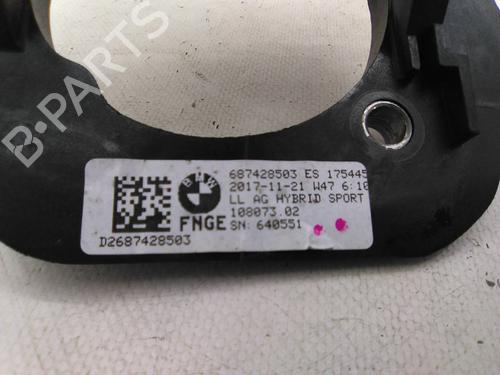 B-PARTS
BMW
687428503 ES 175445
2017-11-21 W47 6:10
LL AG HYBRID SPORT
108073.02
FNGE SN: 640551
D2687428503